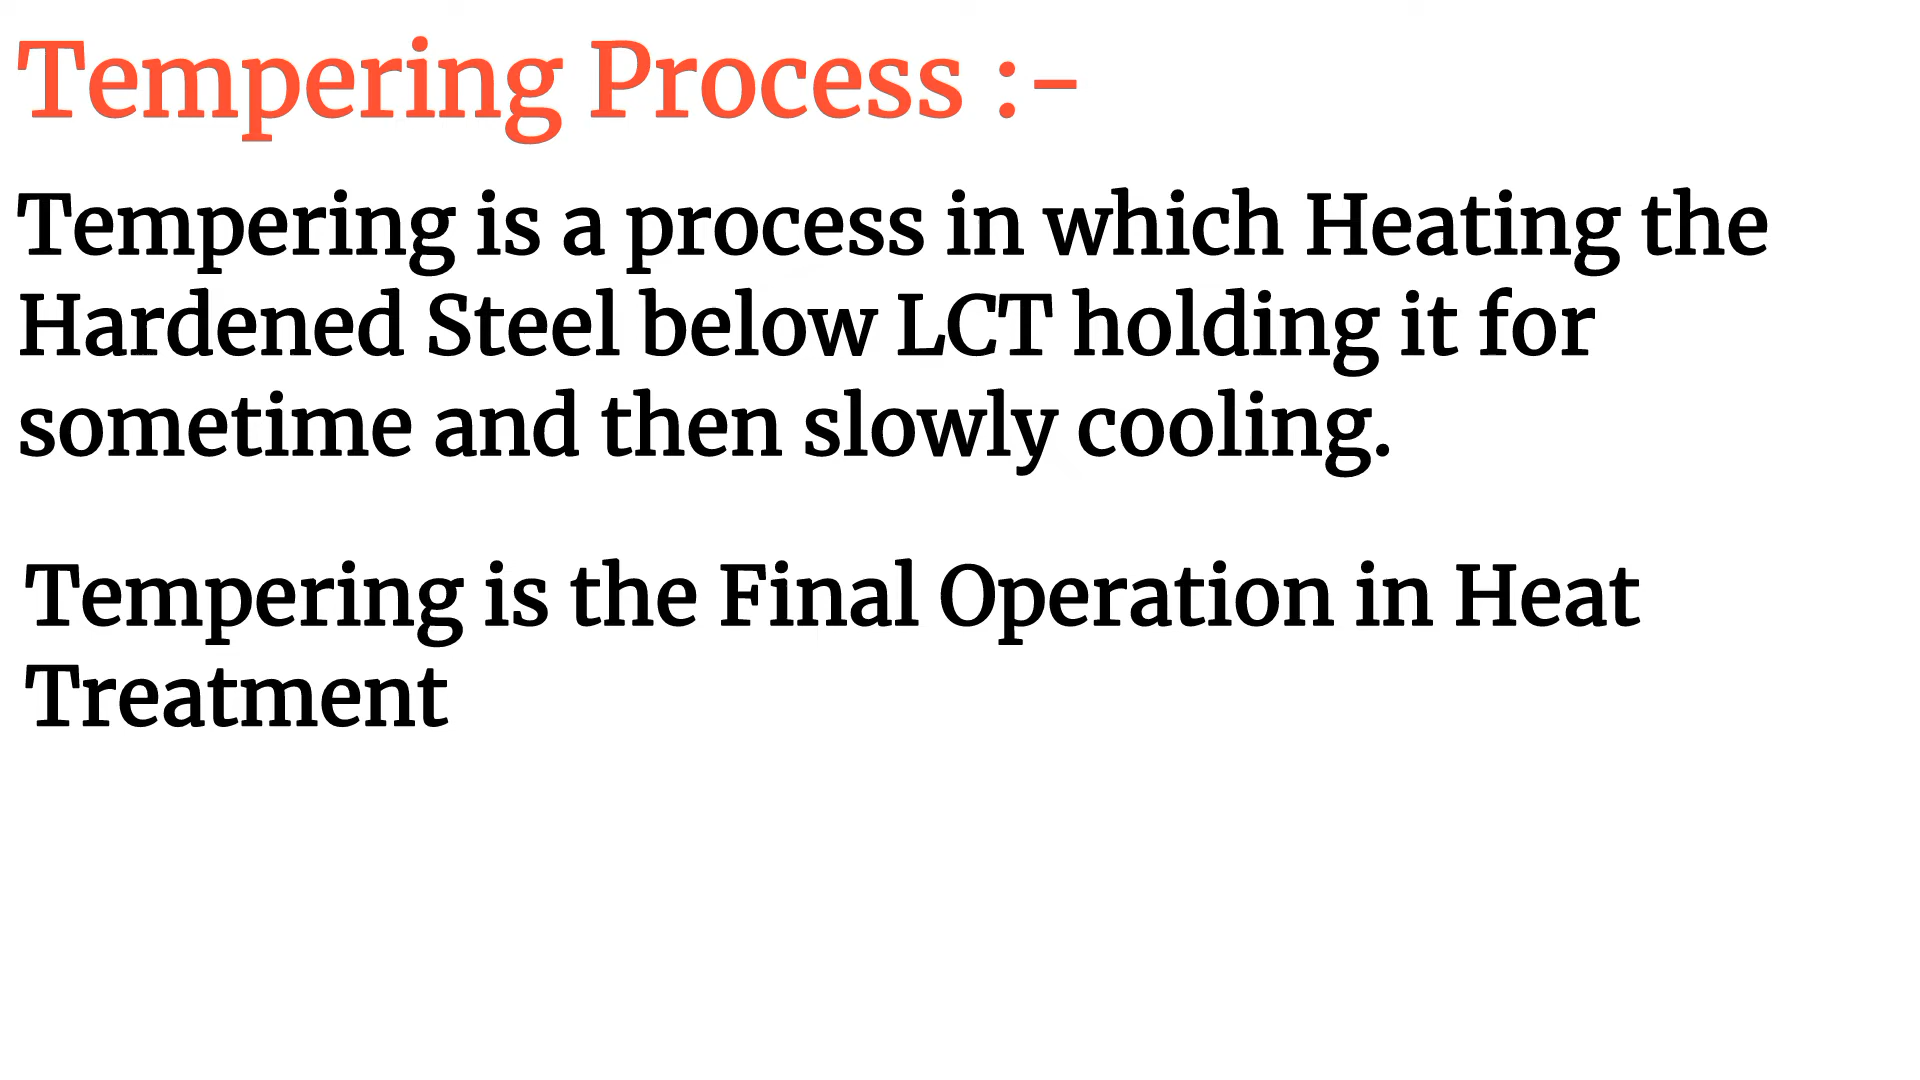 Tempering Process :-
Tempering is a process in which Heating the
Hardened Steel below LCT holding it for
sometime and then slowly cooling.
Tempering is the Final Operation in Heat
Treatment